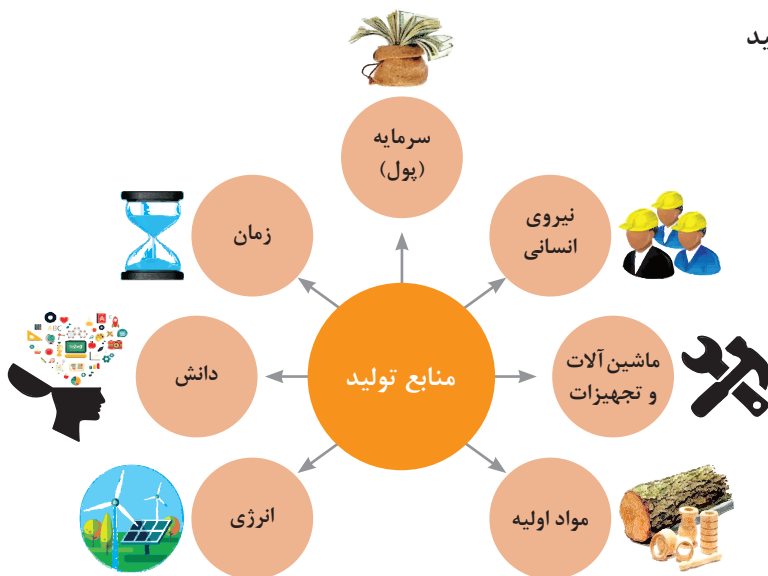 سرمایه
(پول)
نیروی
انسانی
زمان
ماشین‌آلات
و تجهیزات
منابع تولید
دانش
مواد اولیه
انرژی